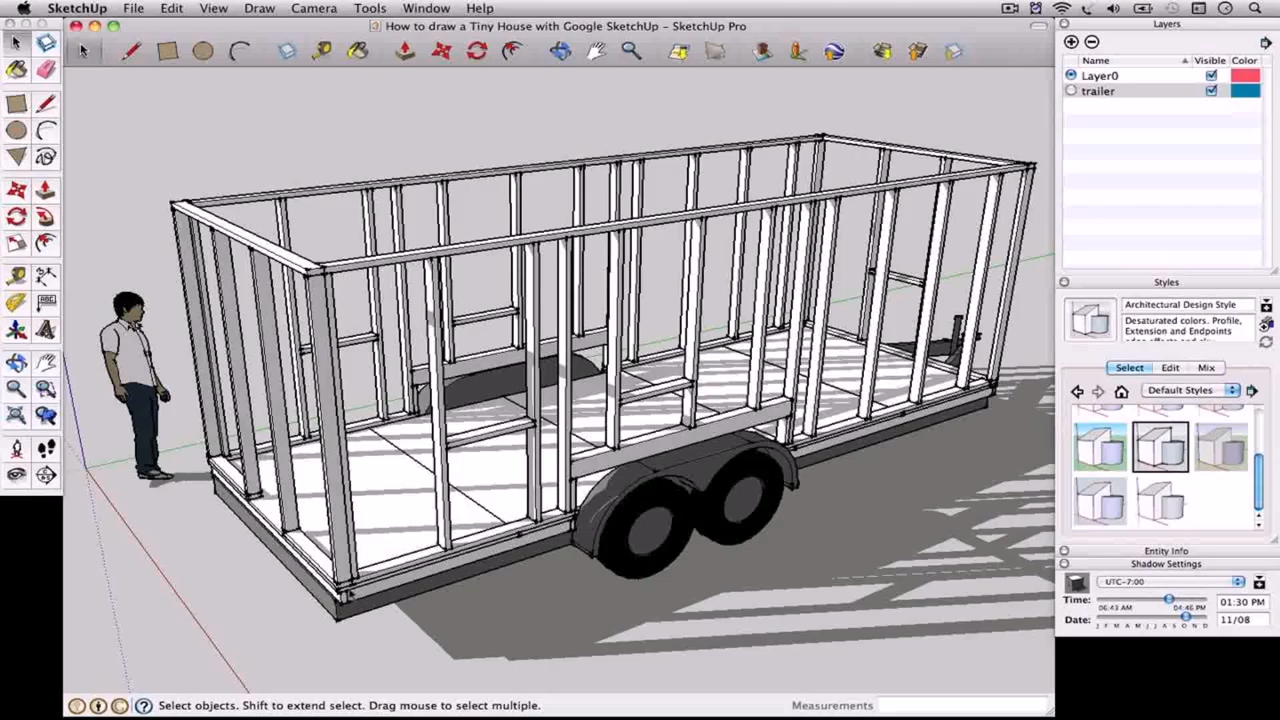 SketchUp File Edit View Draw Camera Tools Window Help
How to draw a Tiny House with Google SketchUp – SketchUp Pro
Layers
Name Visible Color
Layer0
trailer
Styles
Architectural Design Style
Desaturated colors. Profile,
Extension and Endpoints
Select Edit Mix
Default Styles
Entity Info
Shadow Settings
UTC-7:00
Time: 06:43 AM 04:46 PM 01:30 PM
Date: J F M A M J J A S O N D 11/08
Select objects. Shift to extend select. Drag mouse to select multiple.
Measurements
ABC